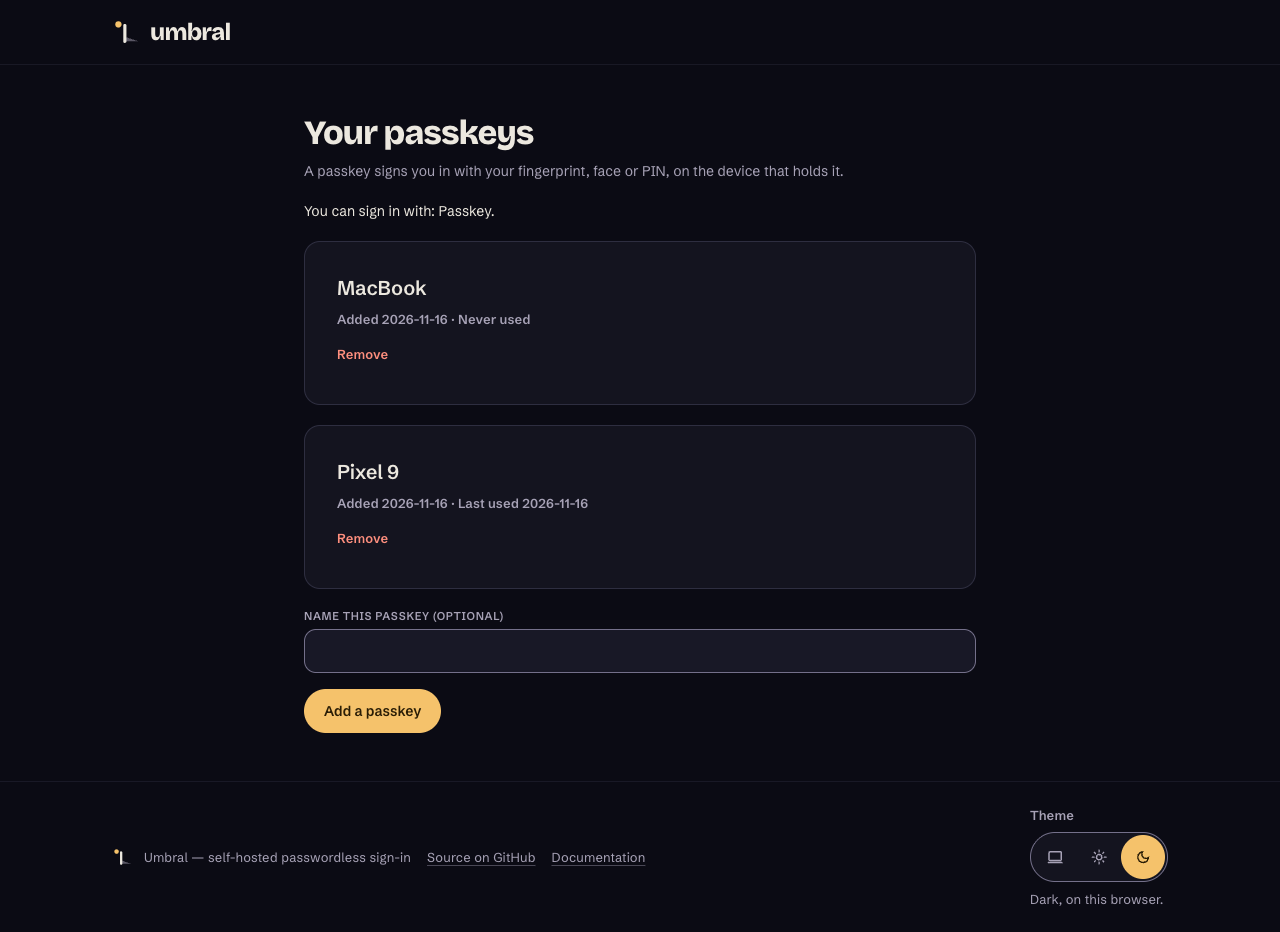 umbral
Your passkeys
A passkey signs you in with your fingerprint, face or PIN, on the device that holds it.
You can sign in with: Passkey.
MacBook
Added 2026-11-16 · Never used
Remove
Pixel 9
Added 2026-11-16 · Last used 2026-11-16
Remove
NAME THIS PASSKEY (OPTIONAL)
Add a passkey
Umbral — self-hosted passwordless sign-in Source on GitHub Documentation
Theme
Dark, on this browser.